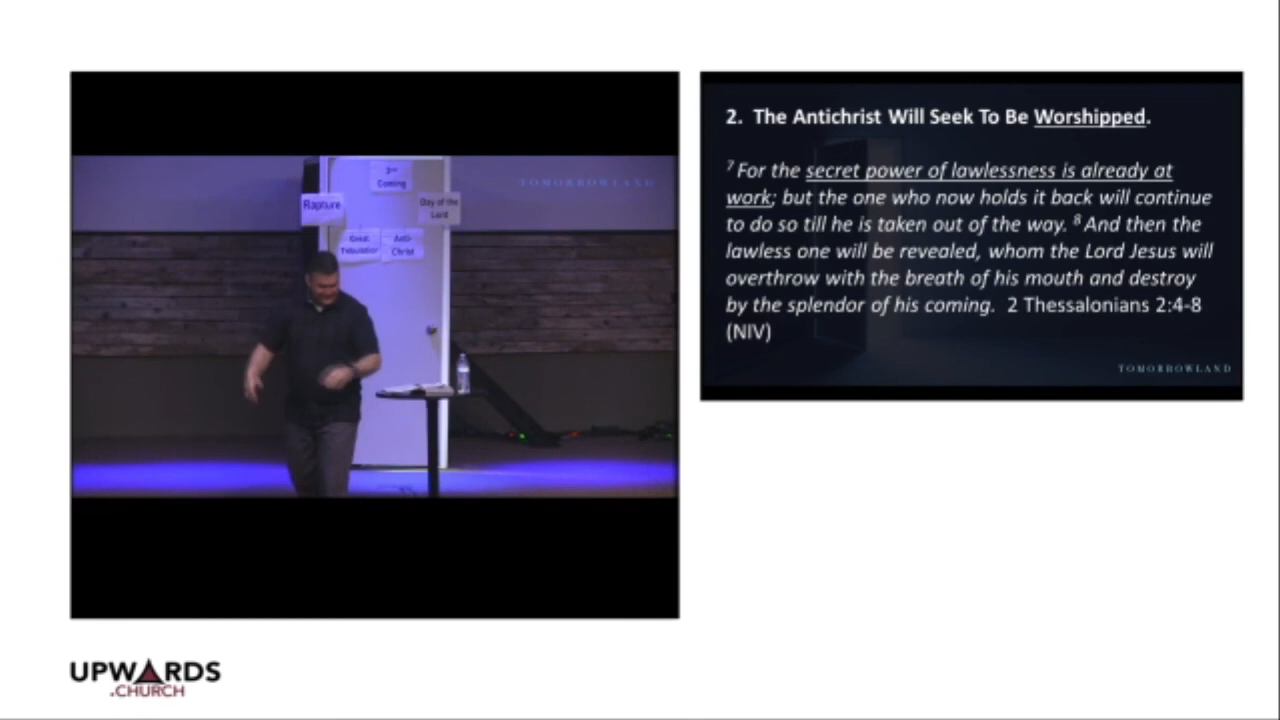 2nd
Coming
TOMORROWLAND
Rapture
Day of the
Lord
Great
Tribulation
Anti-
Christ
2. The Antichrist Will Seek To Be Worshipped.
7 For the secret power of lawlessness is already at
work; but the one who now holds it back will continue
to do so till he is taken out of the way. 8 And then the
lawless one will be revealed, whom the Lord Jesus will
overthrow with the breath of his mouth and destroy
by the splendor of his coming. 2 Thessalonians 2:4-8
(NIV)
TOMORROWLAND
UPWARDS
.CHURCH